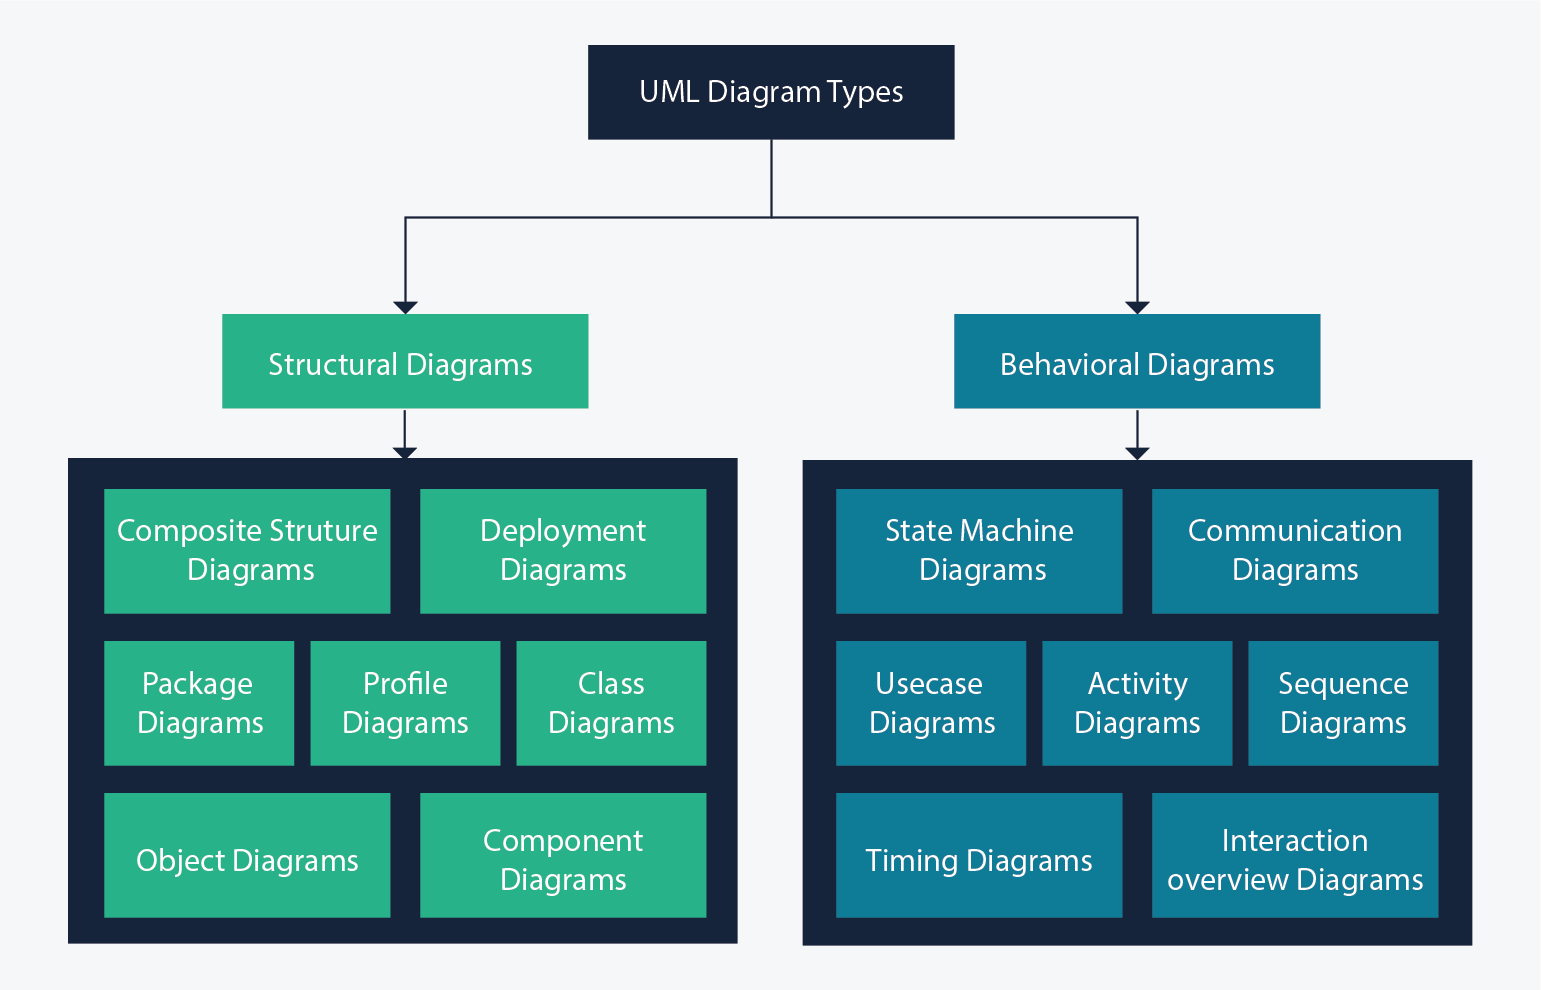 UML Diagram Types
Structural Diagrams
Behavioral Diagrams
Composite Struture
Diagrams
Deployment
Diagrams
Package
Diagrams
Profile
Diagrams
Class
Diagrams
Object Diagrams
Component
Diagrams
State Machine
Diagrams
Communication
Diagrams
Usecase
Diagrams
Activity
Diagrams
Sequence
Diagrams
Timing Diagrams
Interaction
overview Diagrams